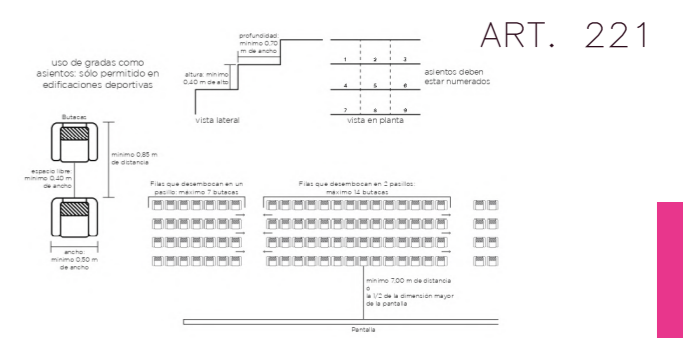 ART. 221
uso de gradas como
asientos: sólo permitido en
edificaciones deportivas
profundidad:
mínimo 0,70
m de ancho
altura: mínimo
0,40 m de alto
vista lateral
1 2 3
4 5 6
7 8 9
vista en planta
asientos deben
estar numerados
Butacas
mínimo 0,85 m
de distancia
espacio libre:
mínimo 0,40 m
de ancho
ancho:
mínimo 0,50 m
de ancho
Filas que desembocan en un
pasillo: máximo 7 butacas
Filas que desembocan en 2 pasillos:
máximo 14 butacas
mínimo 7,00 m de distancia
ó
la 1/2 de la dimensión mayor
de la pantalla
Pantalla